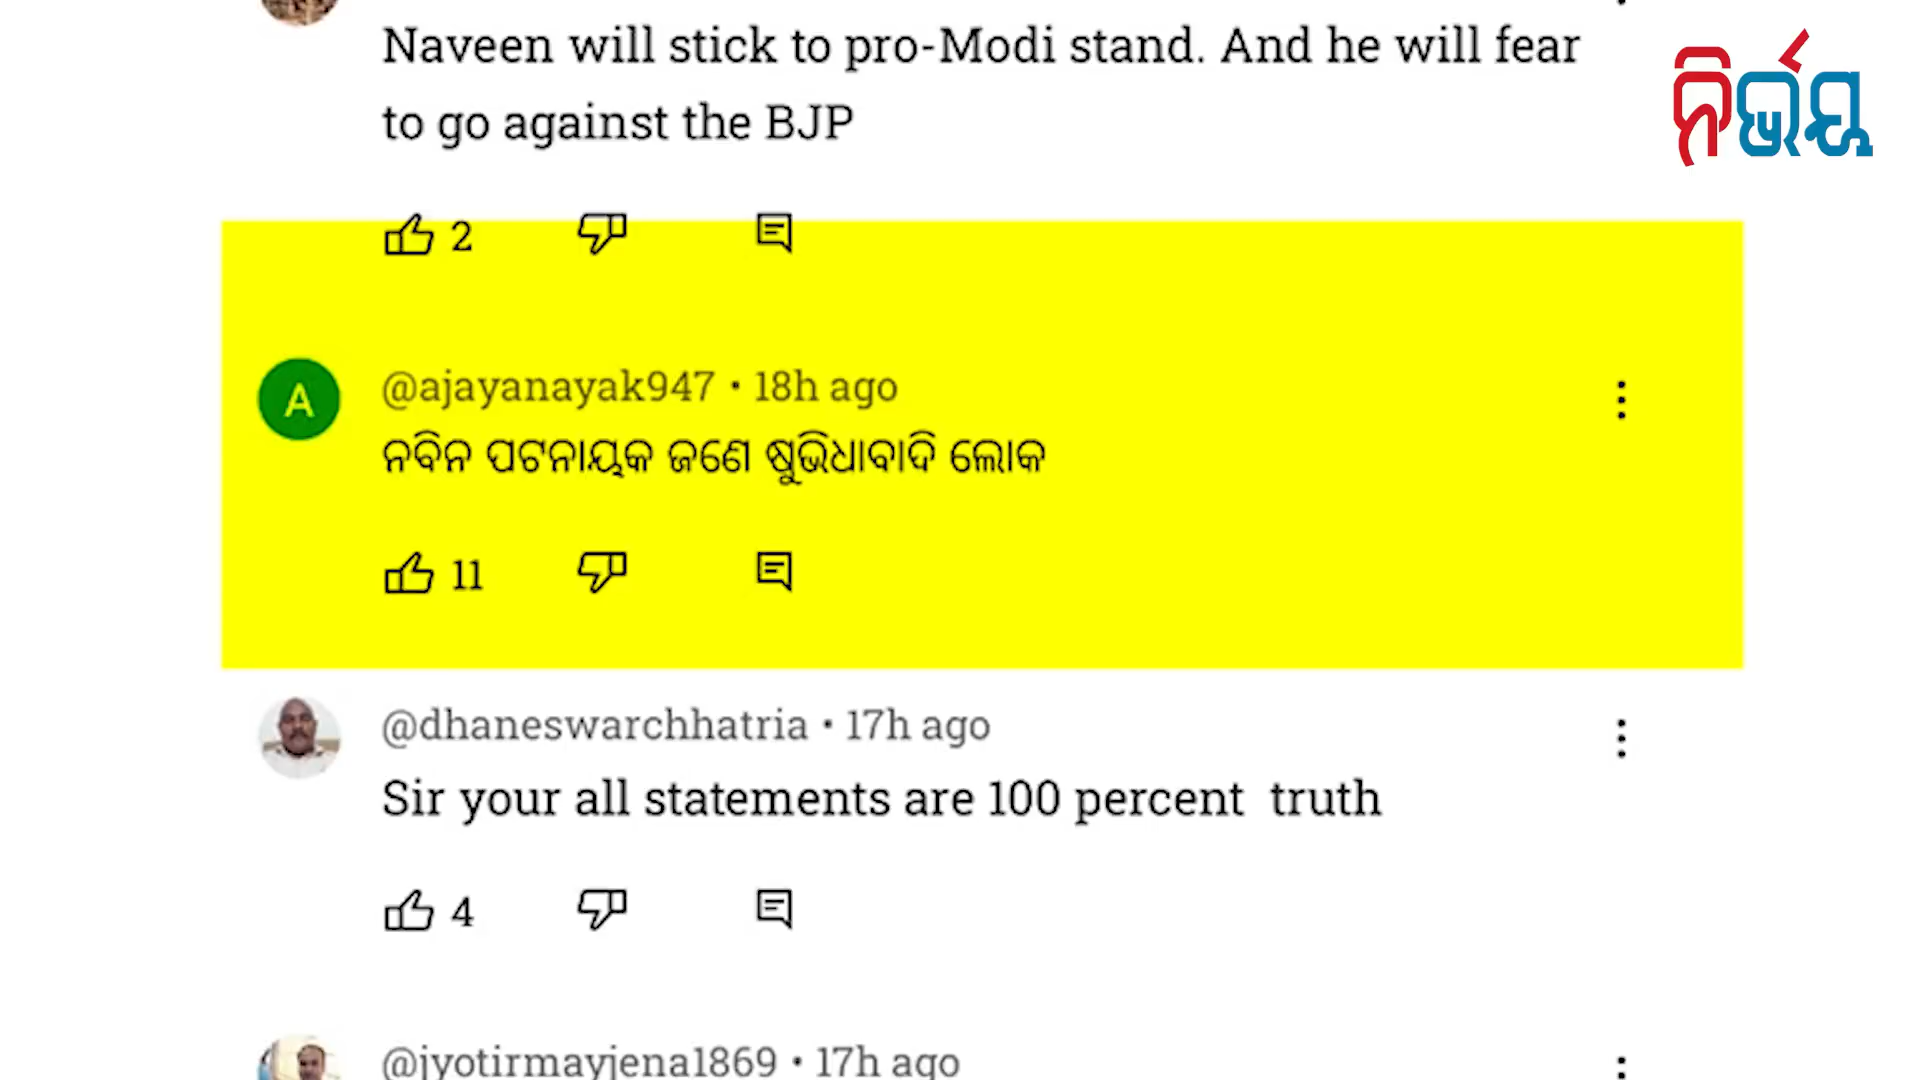 Naveen will stick to pro-Modi stand. And he will fear
to go against the BJP
ନିର୍ଭୟ
2
@ajayanayak947 • 18h ago
A
ନବିନ ପଟନାୟକ ଜଣେ ଷୁଭିଧାବାଦି ଲୋକ
11
@dhaneswarchhatria • 17h ago
Sir your all statements are 100 percent truth
4
@jyotirmayjena1869 • 17h ago